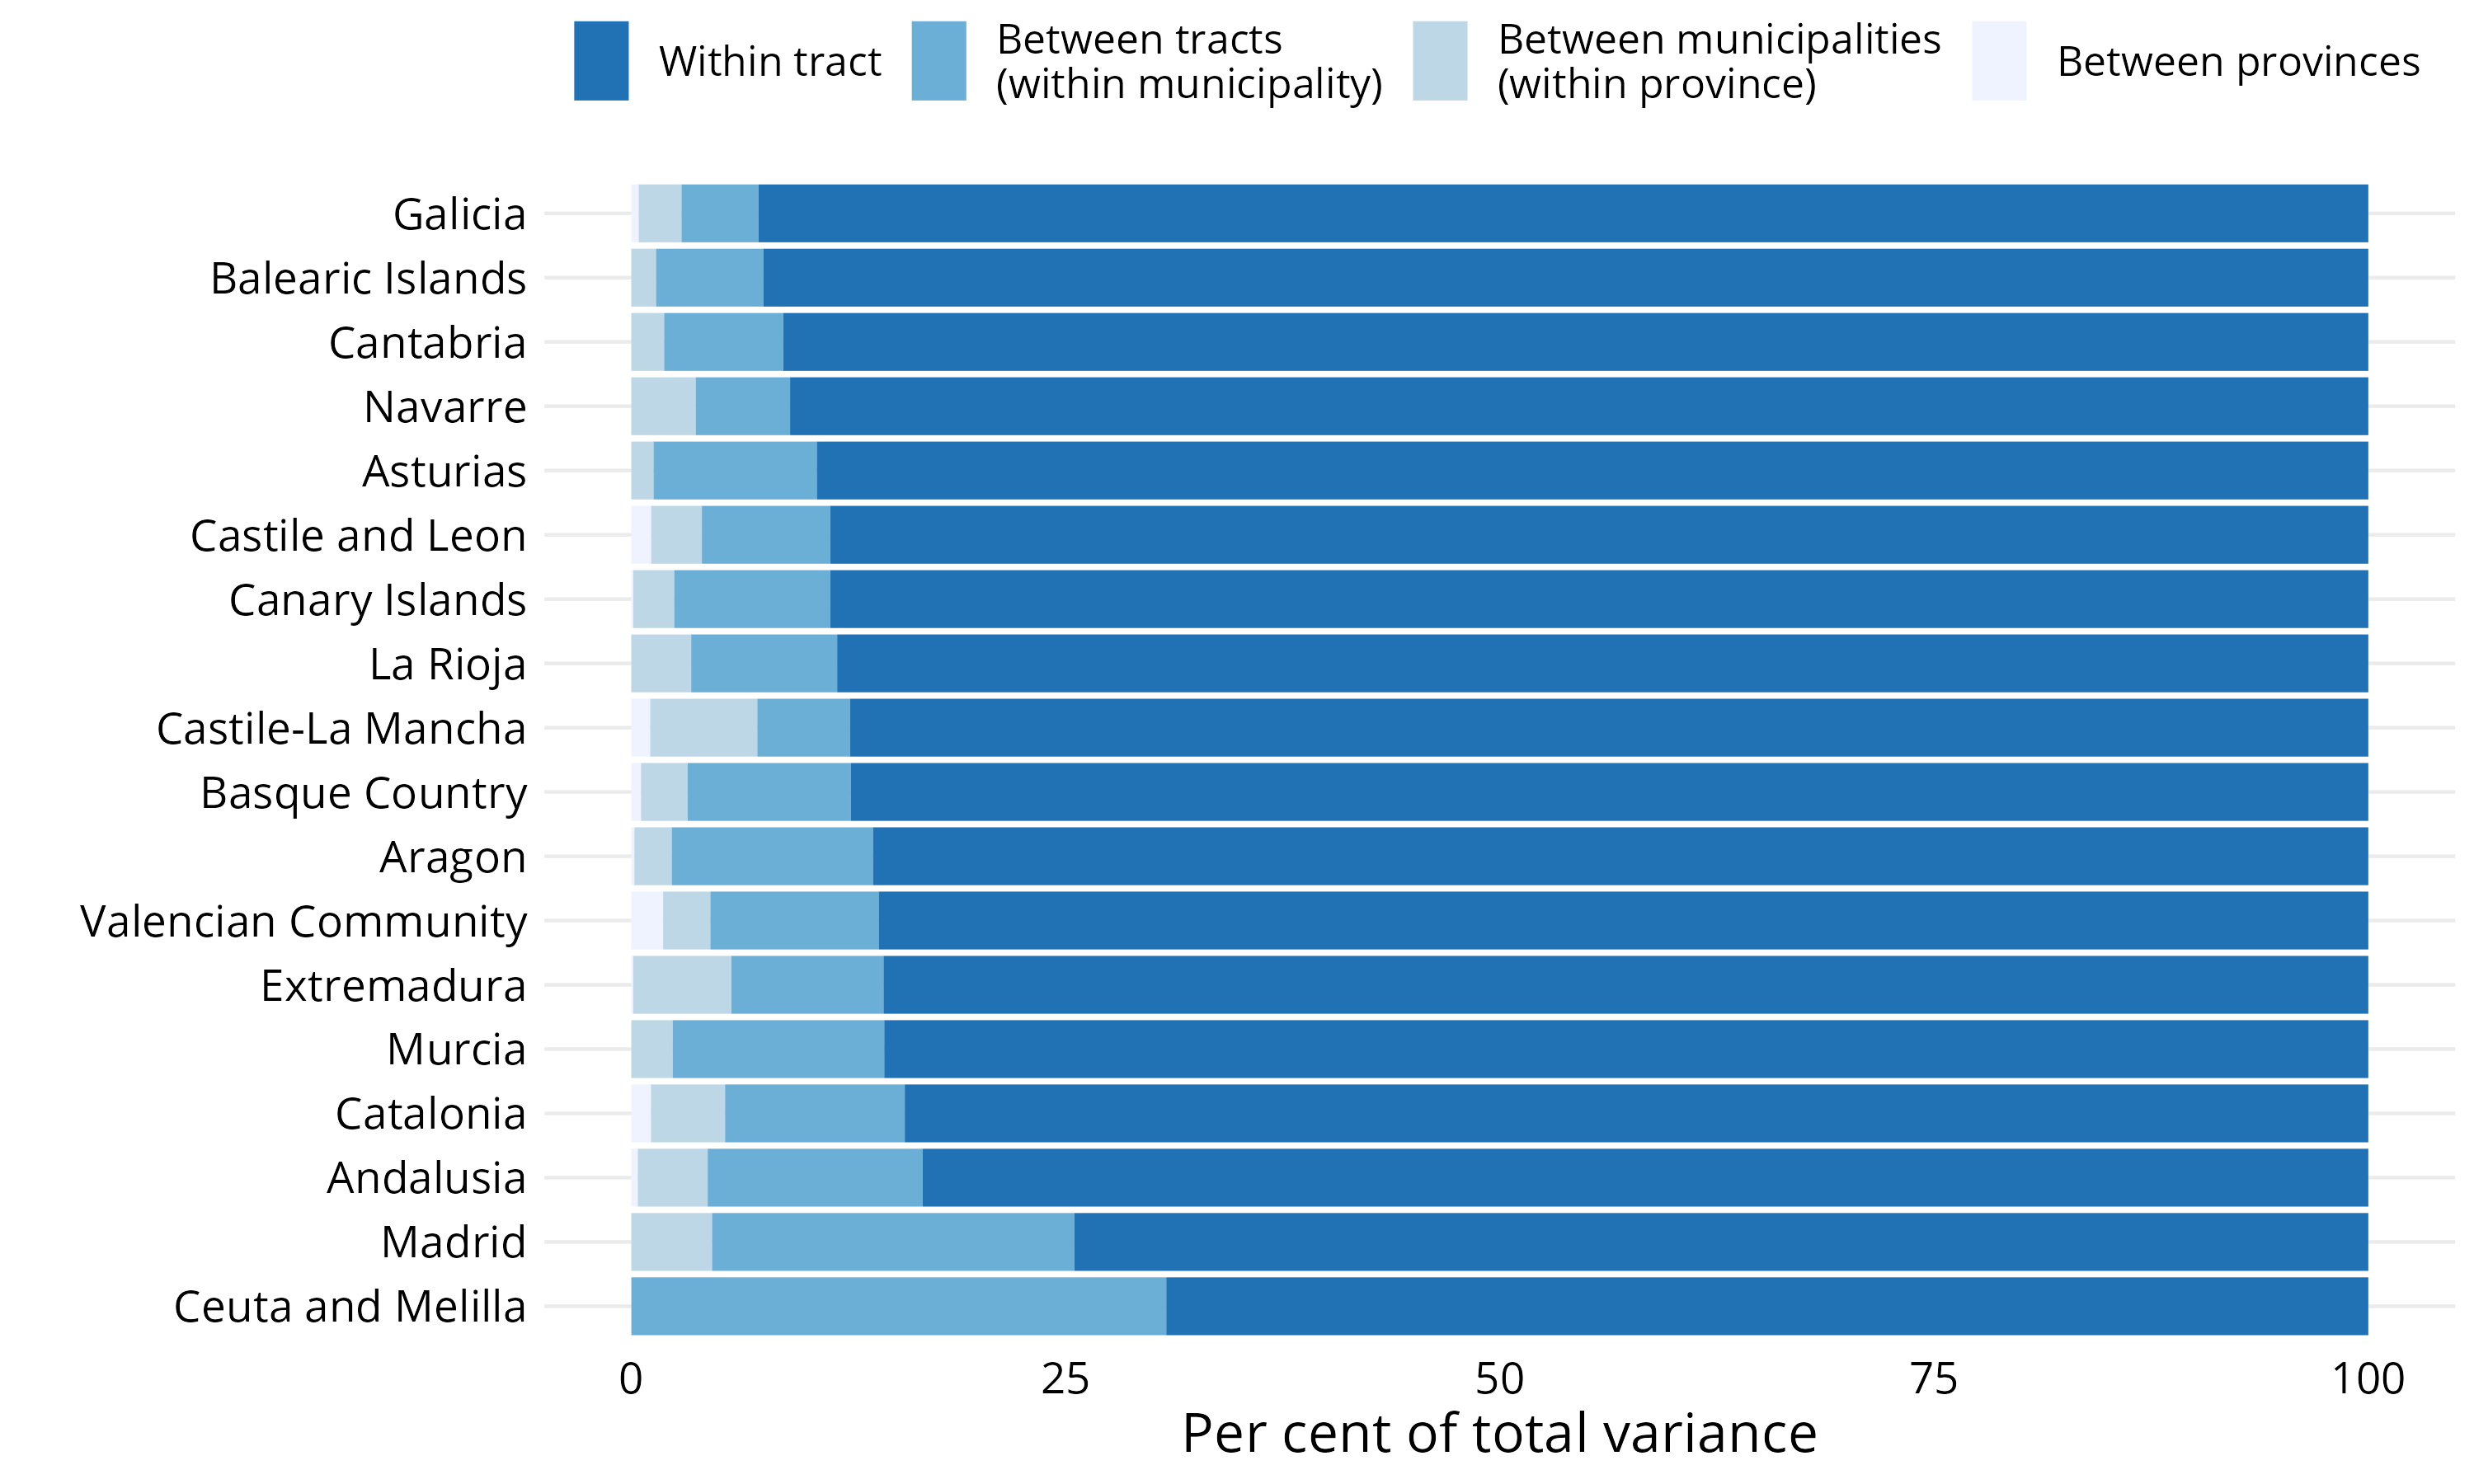 Within tract
Between tracts
(within municipality)
Between municipalities
(within province)
Between provinces
Galicia
Balearic Islands
Cantabria
Navarre
Asturias
Castile and Leon
Canary Islands
La Rioja
Castile-La Mancha
Basque Country
Aragon
Valencian Community
Extremadura
Murcia
Catalonia
Andalusia
Madrid
Ceuta and Melilla
0 25 50 75 100
Per cent of total variance